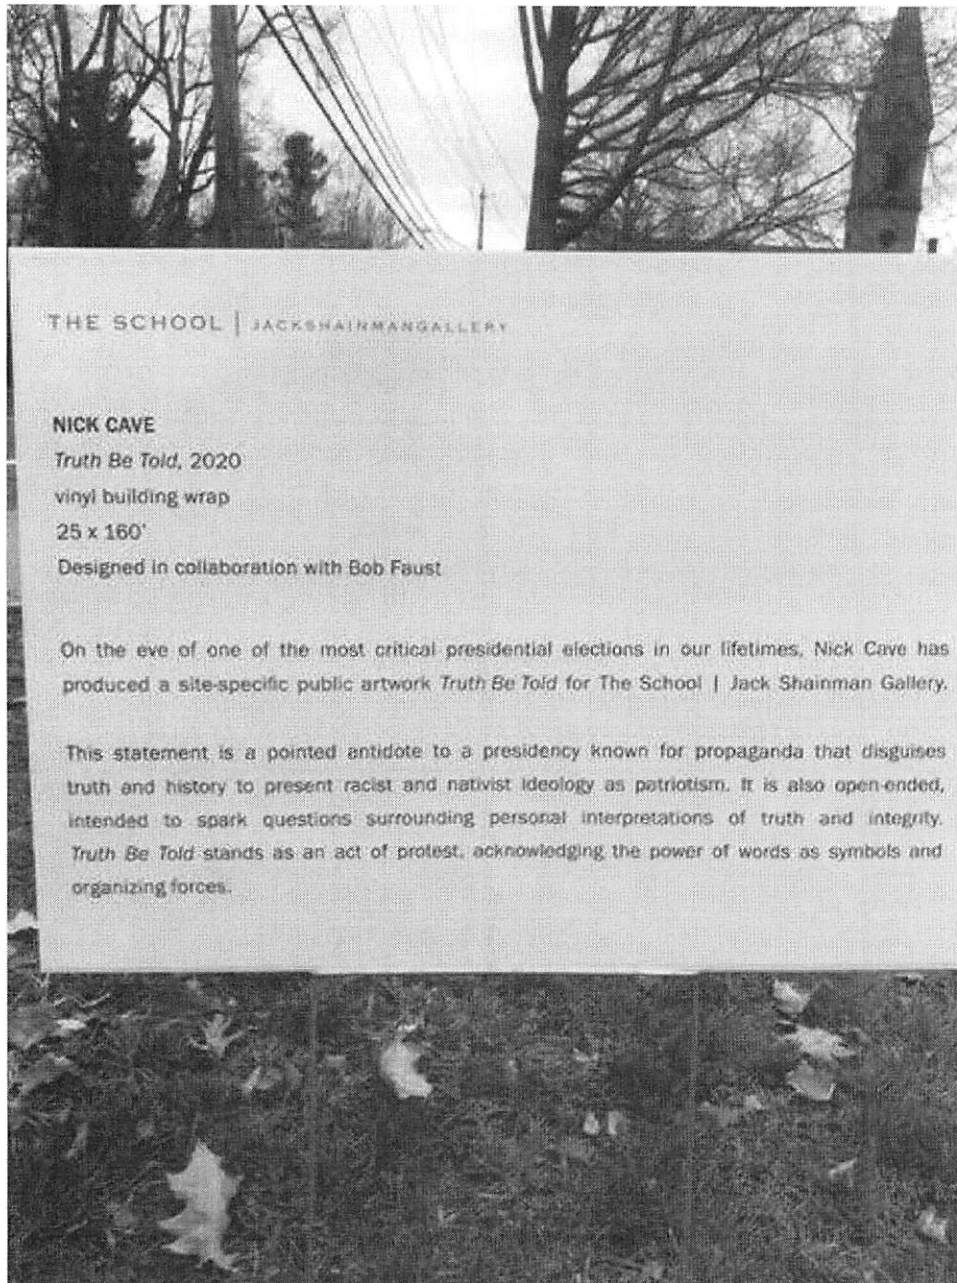 THE SCHOOL | JACKSHAINMANGALLERY
NICK CAVE
Truth Be Told, 2020
vinyl building wrap
25 x 160'
Designed in collaboration with Bob Faust
On the eve of one of the most critical presidential elections in our lifetimes, Nick Cave has
produced a site-specific public artwork Truth Be Told for The School | Jack Shainman Gallery.
This statement is a pointed antidote to a presidency known for propaganda that disguises
truth and history to present racist and nativist ideology as patriotism. It is also open-ended,
intended to spark questions surrounding personal interpretations of truth and integrity.
Truth Be Told stands as an act of protest, acknowledging the power of words as symbols and
organizing forces.